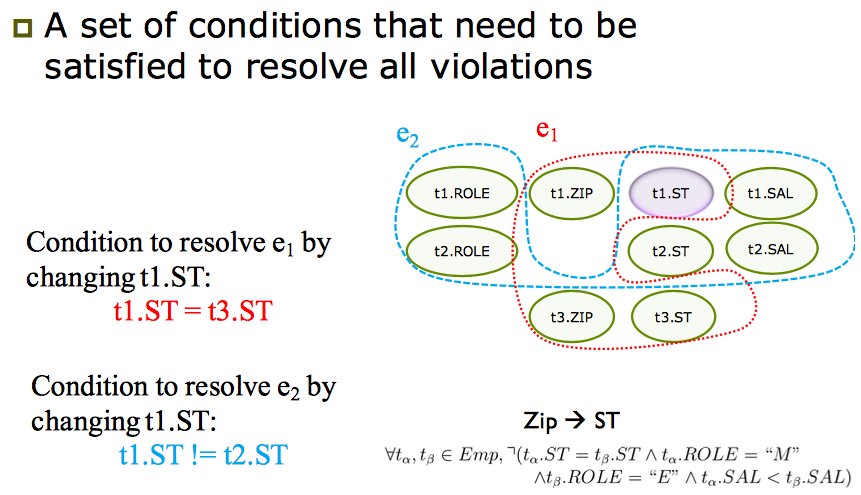 A set of conditions that need to be
satisfied to resolve all violations
e₂
e₁
t1.ROLE
t1.ZIP
t1.ST
t1.SAL
t2.ROLE
t2.ST
t2.SAL
t3.ZIP
t3.ST
Condition to resolve e₁ by
changing t1.ST:
t1.ST = t3.ST
Condition to resolve e₂ by
changing t1.ST:
t1.ST != t2.ST
Zip → ST
∀tα, tβ ∈ Emp, ¬(tα.ST = tβ.ST ∧ tα.ROLE = “M”
∧tβ.ROLE = “E” ∧ tα.SAL < tβ.SAL)